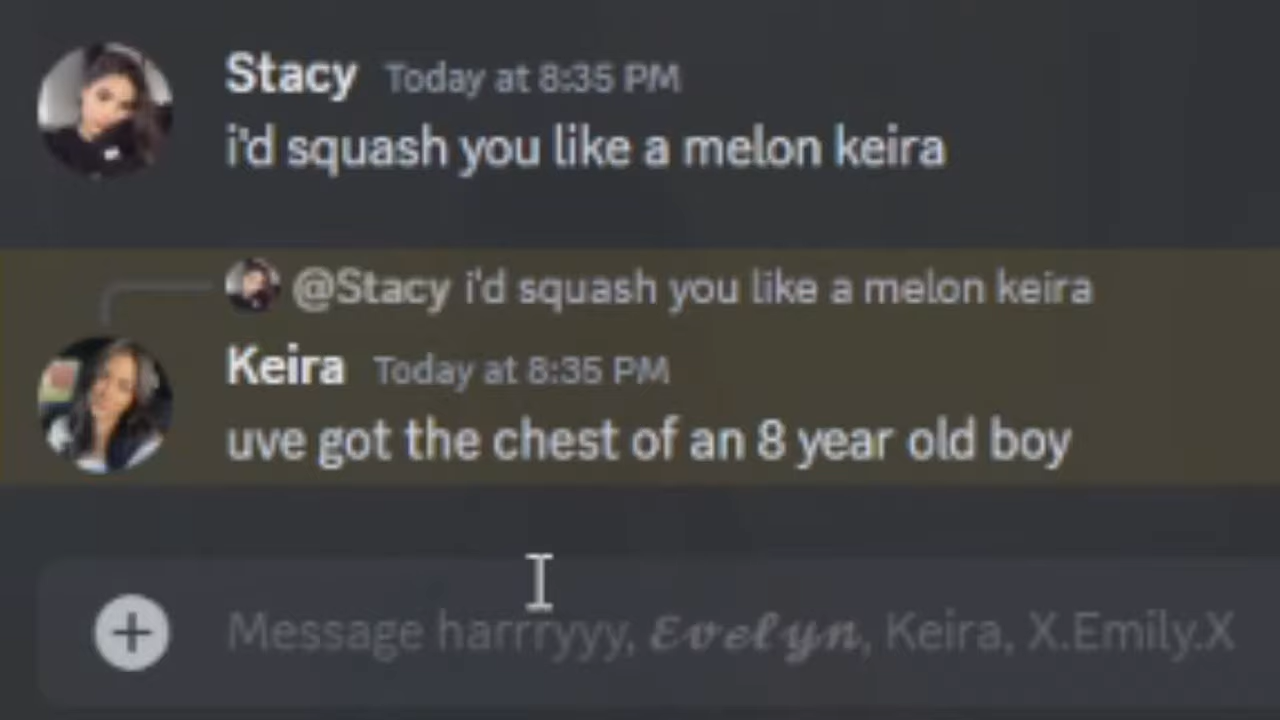 Stacy Today at 8:35 PM
i'd squash you like a melon keira
@Stacy i'd squash you like a melon keira
Keira Today at 8:35 PM
uve got the chest of an 8 year old boy
Message harrryyy, 𝓔𝓿𝓮𝓵𝔂𝓷, Keira, X.Emily.X